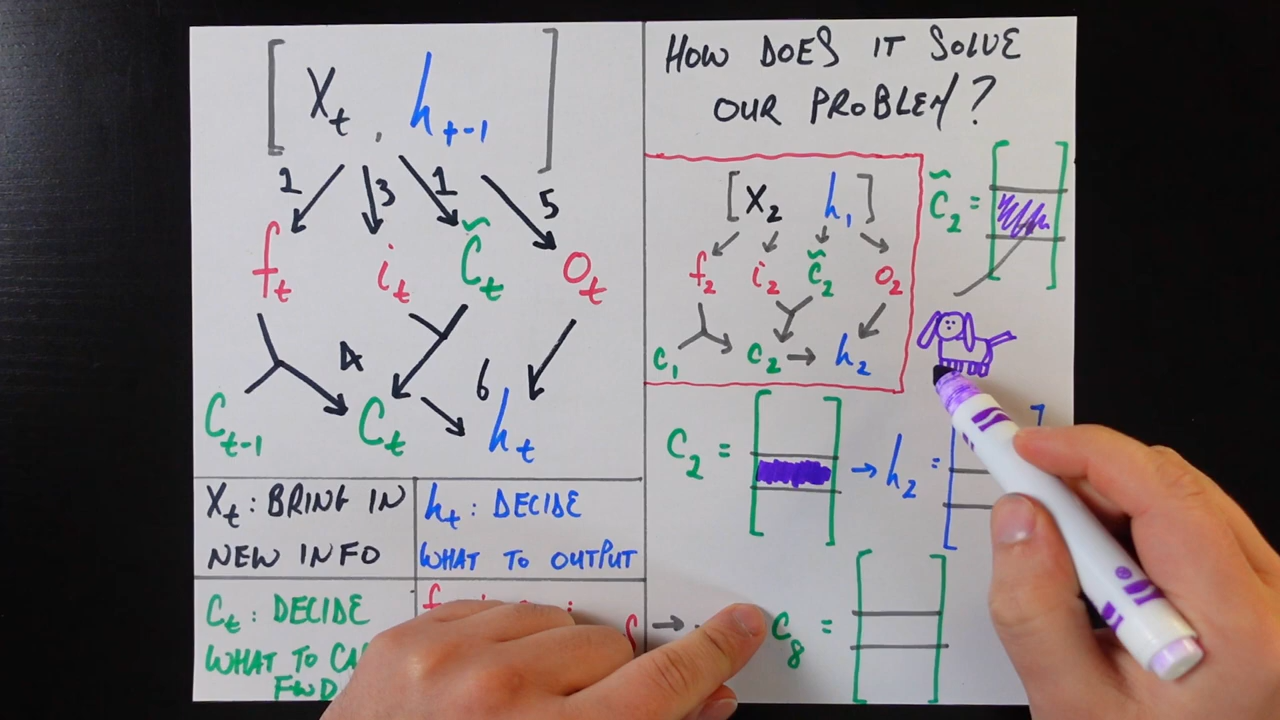 [ Xₜ , hₜ₋₁ ]
2 3 1 5
fₜ iₜ C̃ₜ Oₜ
4 6
Cₜ₋₁ Cₜ hₜ
Xₜ: BRING IN
NEW INFO
hₜ: DECIDE
WHAT TO OUTPUT
Cₜ: DECIDE
WHAT TO
FWD
HOW DOES IT SOLVE
OUR PROBLEM?
[ X₂ h₁ ]
f₂ i₂ C̃₂ O₂
C₁ C₂ → h₂
C̃₂ =
C₂ = → h₂ =
→ C₈ =